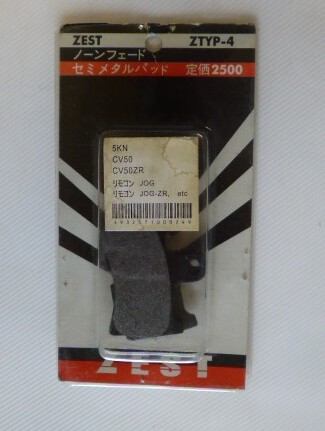 ZEST ZTYP-4
ノーンフェード
セミメタルパッド 定価2500
5KN
CV50
CV50ZR
リモコン JOG
リモコン JOG-ZR, etc
ZEST